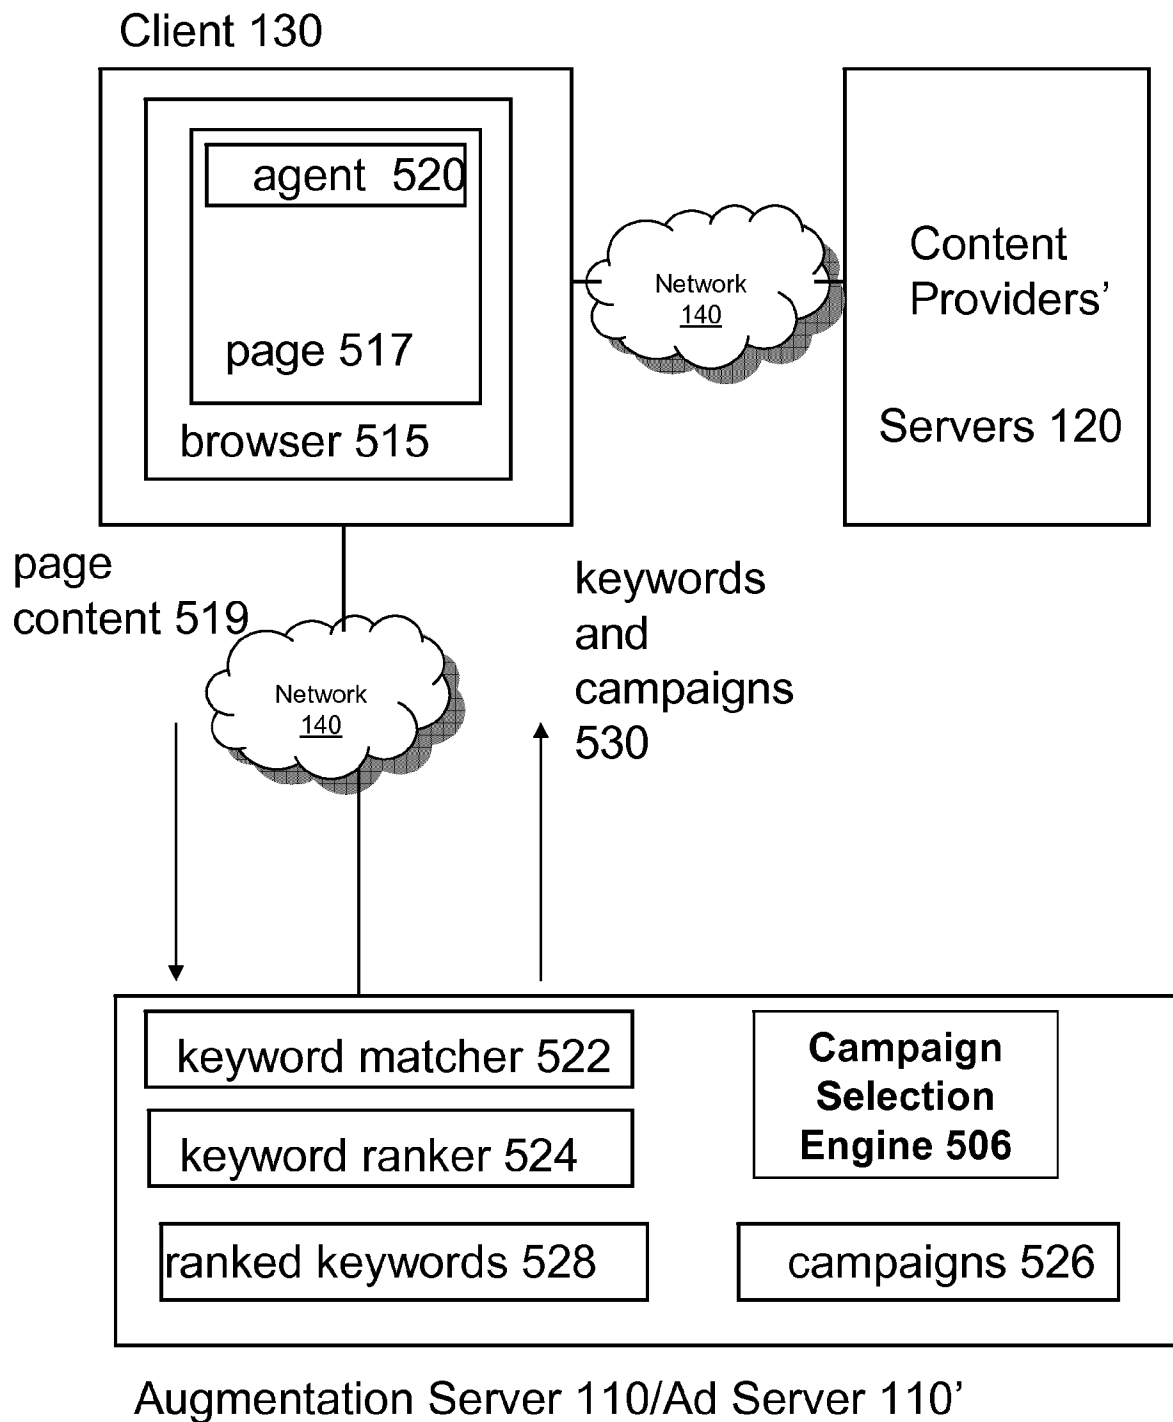 Client 130
agent 520
page 517
browser 515
Network
140
Content
Providers’
Servers 120
page
content 519
Network
140
keywords
and
campaigns
530
keyword matcher 522
keyword ranker 524
ranked keywords 528
Campaign
Selection
Engine 506
campaigns 526
Augmentation Server 110/Ad Server 110’